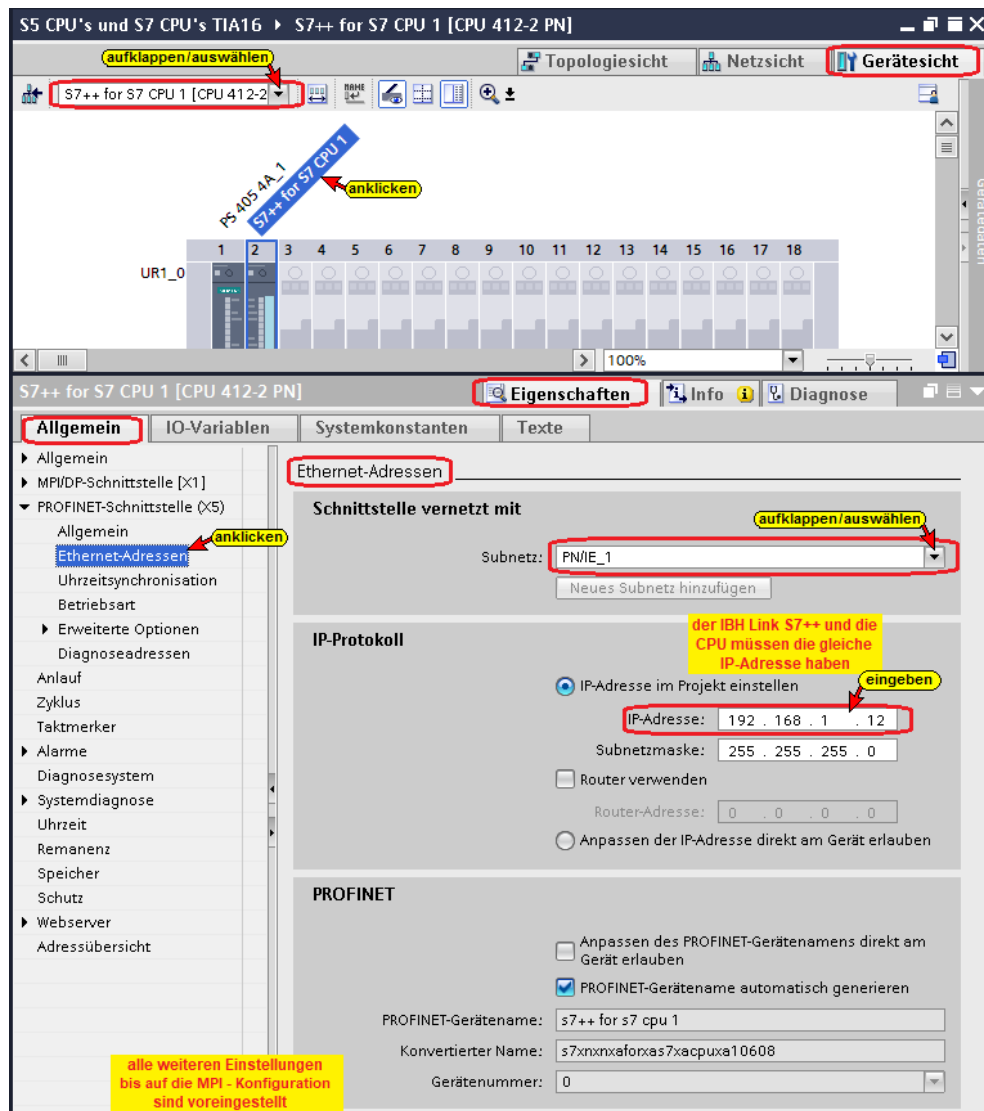 S5 CPU's und S7 CPU's TIA16 ▸ S7++ for S7 CPU 1 [CPU 412-2 PN]
aufklappen/auswählen
Topologiesicht Netzsicht Gerätesicht
S7++ for S7 CPU 1 [CPU 412-2
NAME
Gerätedaten
PS 405 4A_1
S7++ for S7 CPU 1
anklicken
1 2 3 4 5 6 7 8 9 10 11 12 13 14 15 16 17 18
UR1_0
100%
S7++ for S7 CPU 1 [CPU 412-2 PN]
Eigenschaften Info Diagnose
Allgemein IO-Variablen Systemkonstanten Texte
Allgemein
MPI/DP-Schnittstelle [X1]
PROFINET-Schnittstelle (X5)
Allgemein
Ethernet-Adressen
anklicken
Uhrzeitsynchronisation
Betriebsart
Erweiterte Optionen
Diagnoseadressen
Anlauf
Zyklus
Taktmerker
Alarme
Diagnosesystem
Systemdiagnose
Uhrzeit
Remanenz
Speicher
Schutz
Webserver
Adressübersicht
alle weiteren Einstellungen
bis auf die MPI - Konfiguration
sind voreingestellt
Ethernet-Adressen
Schnittstelle vernetzt mit
aufklappen/auswählen
Subnetz: PN/IE_1
Neues Subnetz hinzufügen
der IBH Link S7++ und die
CPU müssen die gleiche
IP-Adresse haben
IP-Protokoll
IP-Adresse im Projekt einstellen
eingeben
IP-Adresse: 192 . 168 . 1 . 12
Subnetzmaske: 255 . 255 . 255 . 0
Router verwenden
Router-Adresse: 0 . 0 . 0 . 0
Anpassen der IP-Adresse direkt am Gerät erlauben
PROFINET
Anpassen des PROFINET-Gerätenamens direkt am
Gerät erlauben
PROFINET-Gerätename automatisch generieren
PROFINET-Gerätename: s7++ for s7 cpu 1
Konvertierter Name: s7xnxnxaforxas7xacpuxa10608
Gerätenummer: 0